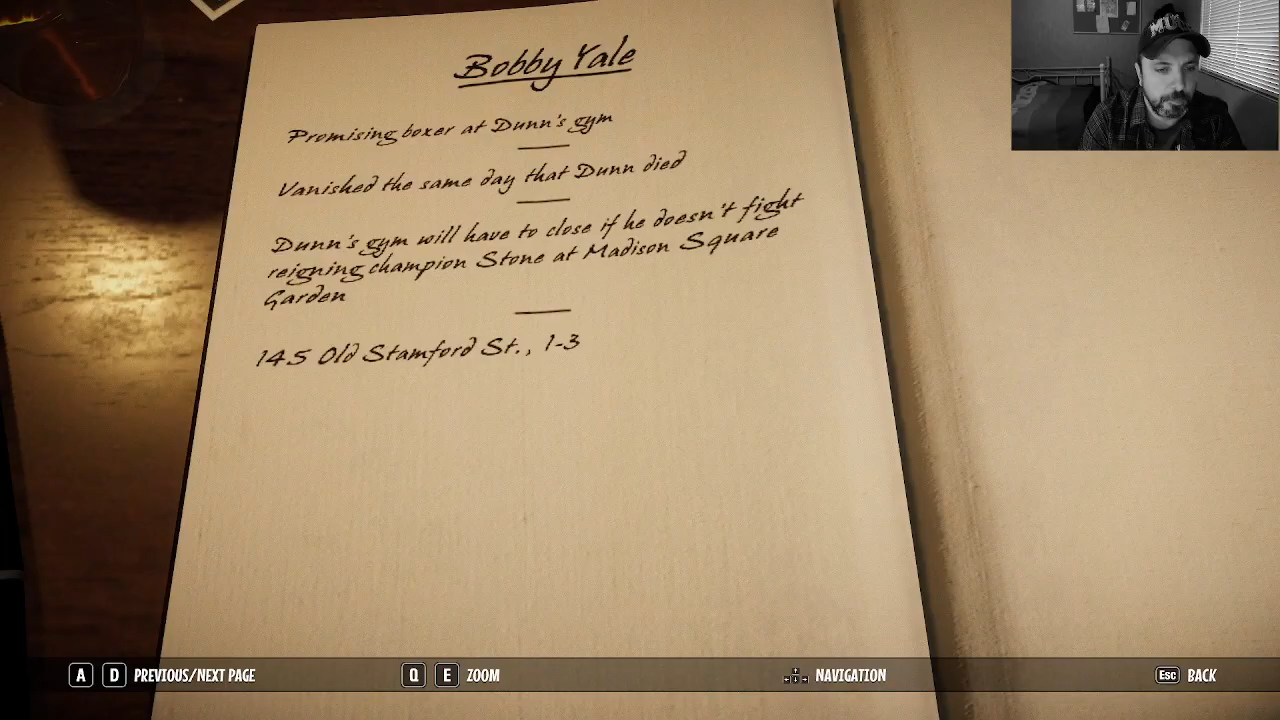 Bobby Yale
Promising boxer at Dunn's gym
Vanished the same day that Dunn died
Dunn's gym will have to close if he doesn't fight
reigning champion Stone at Madison Square
Garden
145 Old Stamford St., 1-3
A D PREVIOUS/NEXT PAGE
Q E ZOOM
NAVIGATION
Esc BACK